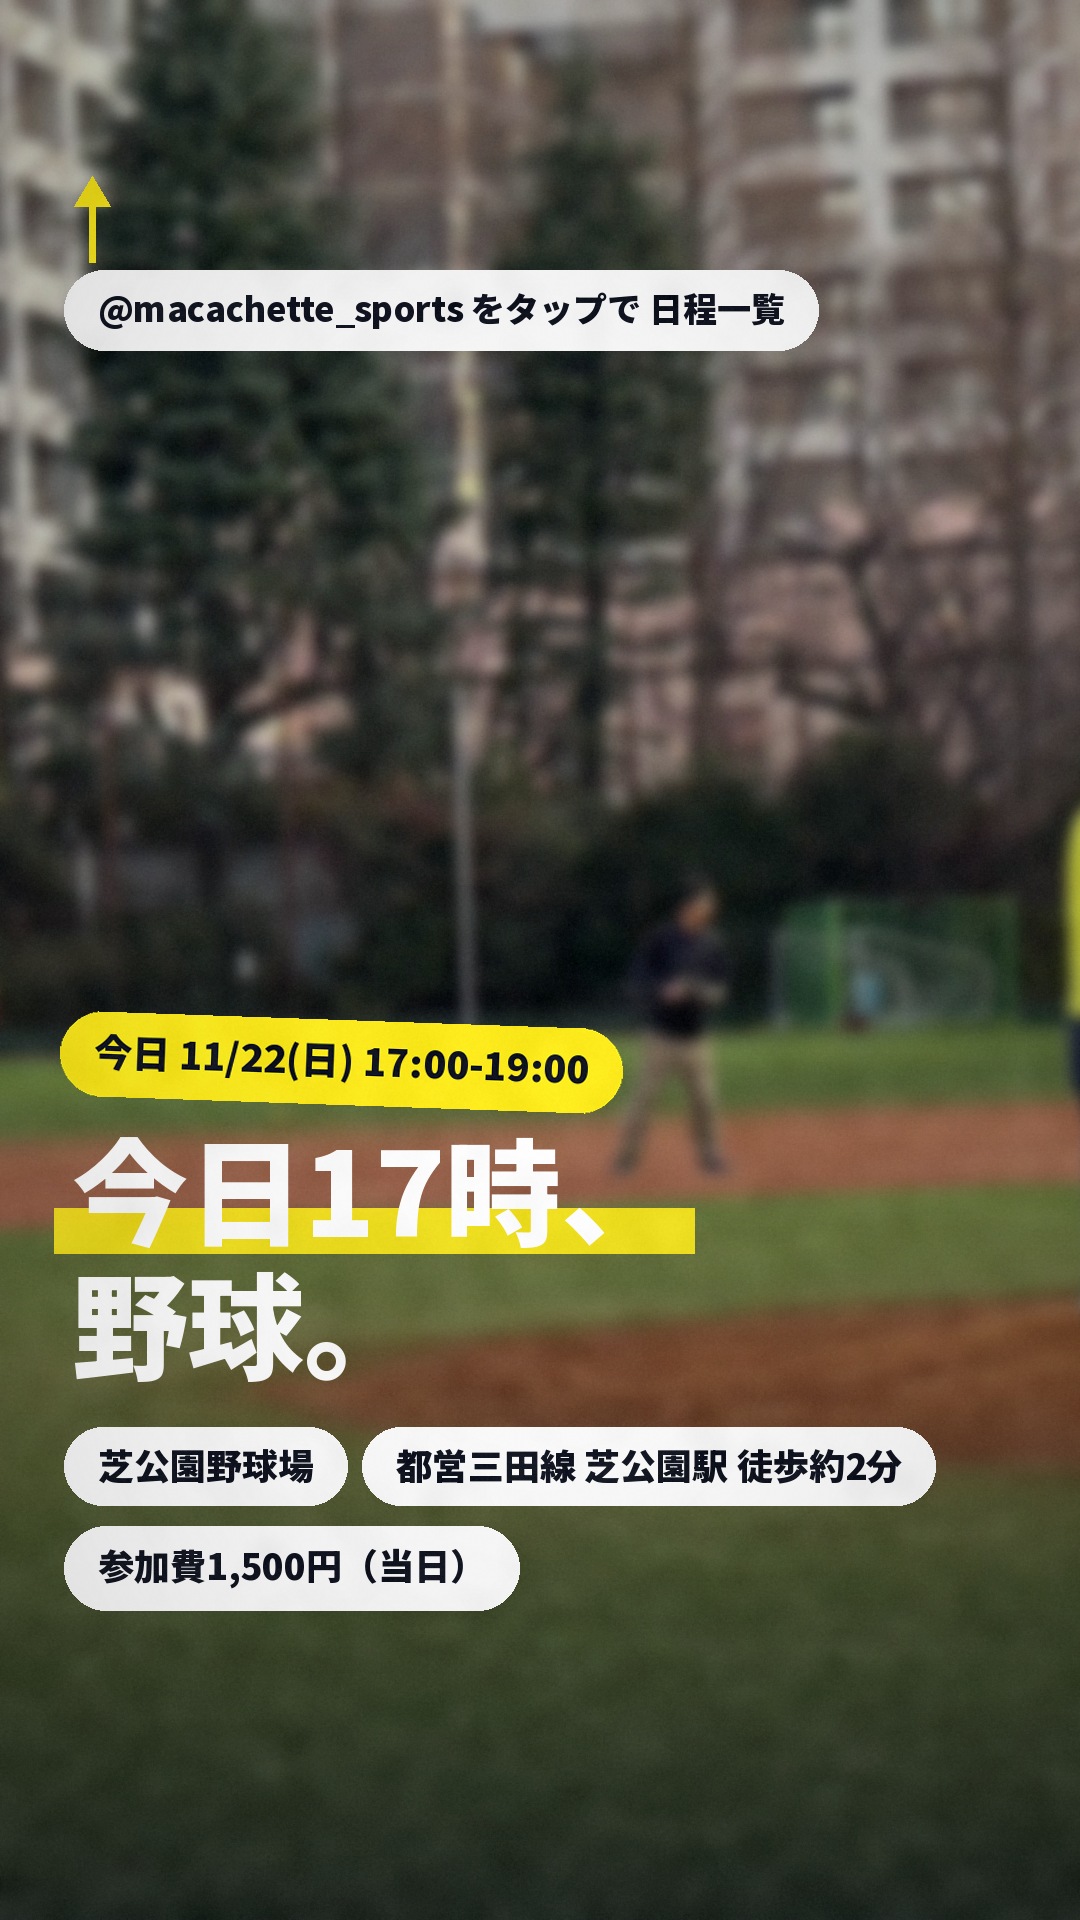 @macachette_sports をタップで 日程一覧
今日 11/22(日) 17:00-19:00
今日17時、
野球。
芝公園野球場
都営三田線 芝公園駅 徒歩約2分
参加費1,500円（当日）